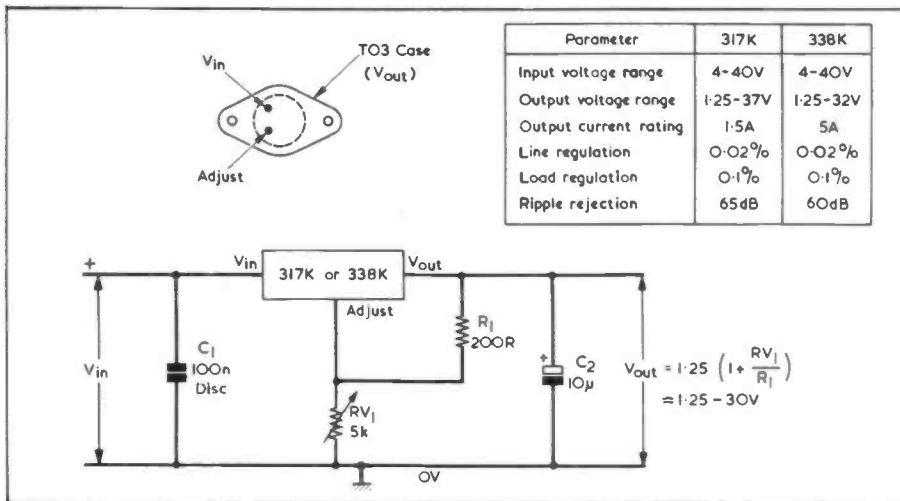 TO3 Case
(Vout)
Vin
Adjust
Parameter 317K 338K
Input voltage range 4-40V 4-40V
Output voltage range 1·25-37V 1·25-32V
Output current rating 1·5A 5A
Line regulation 0·02% 0·02%
Load regulation 0·1% 0·1%
Ripple rejection 65dB 60dB
+
Vin
317K or 338K
Vout
Adjust
R1
200R
C1
100n
Disc
Vin
RV1
5k
+
C2
10µ
Vout = 1·25 (1 + RV1/R1)
≈ 1·25 - 30V
0V